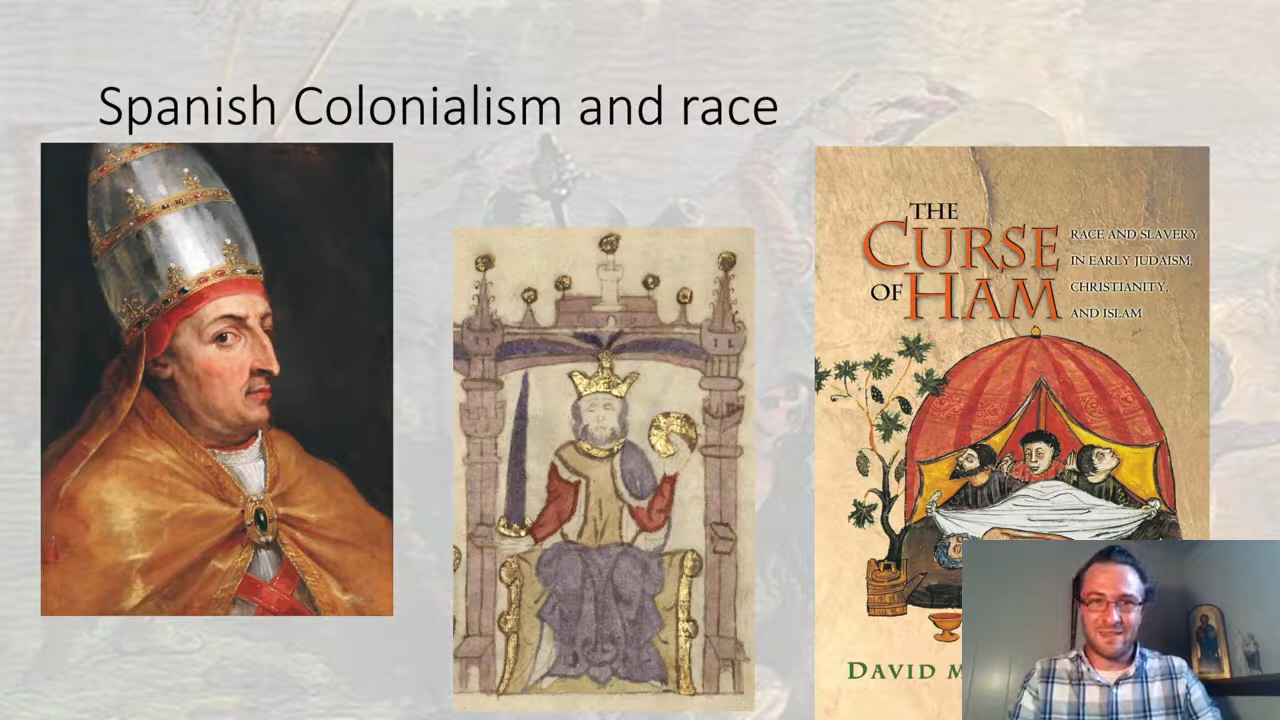 Spanish Colonialism and race
THE
CURSE
OF HAM
RACE AND SLAVERY
IN EARLY JUDAISM,
CHRISTIANITY,
AND ISLAM
DAVID M